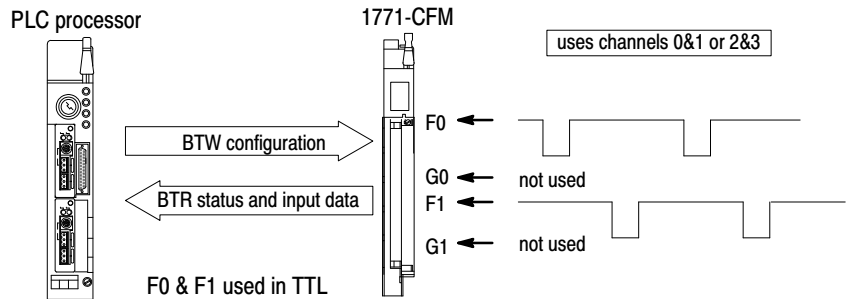 PLC processor
1771-CFM
uses channels 0&1 or 2&3
F0
BTW configuration
G0
not used
BTR status and input data
F1
G1
not used
F0 & F1 used in TTL